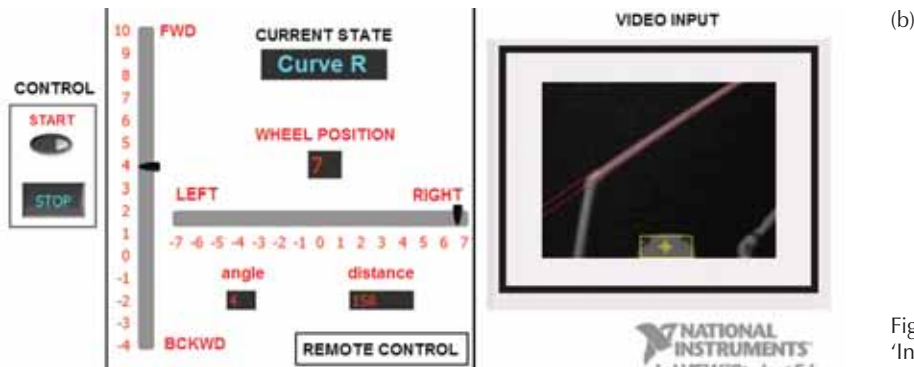 VIDEO INPUT
(b)
10 FWD
9
8
7
6
5
4
3
2
1
0
-1
-2
-3
-4 BCKWD
CURRENT STATE
Curve R
CONTROL
START
STOP
WHEEL POSITION
7
LEFT RIGHT
-7 -6 -5 -4 -3 -2 -1 0 1 2 3 4 5 6 7
angle distance
4
REMOTE CONTROL
NATIONAL
INSTRUMENTS
Fig
'In